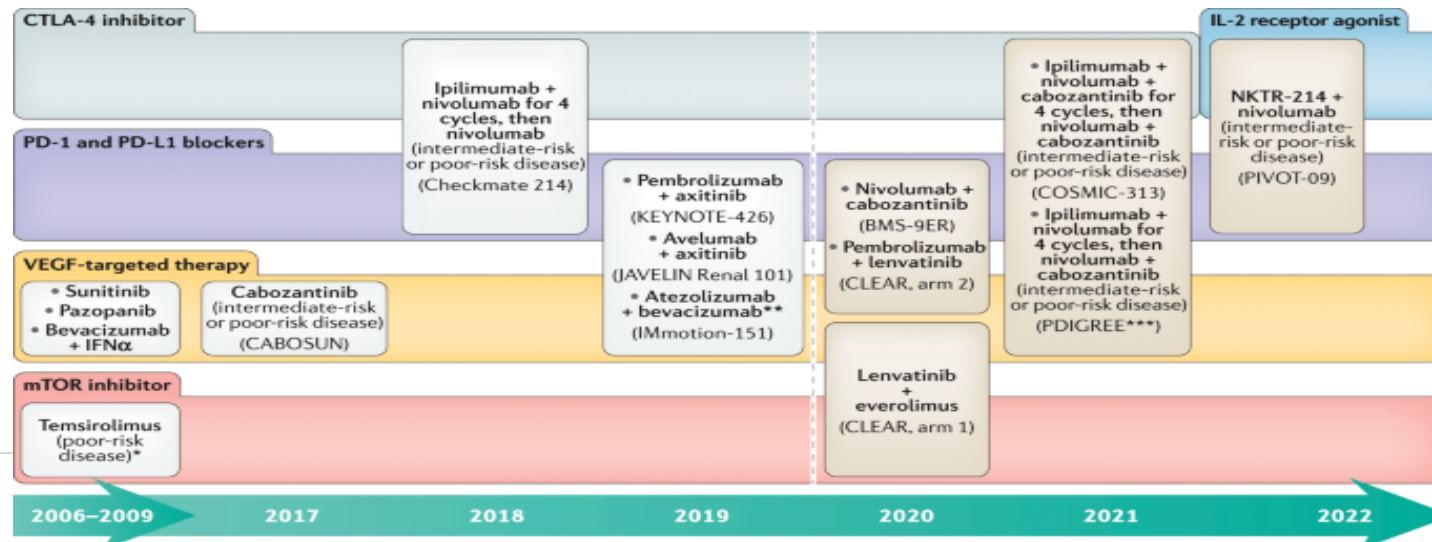 CTLA-4 inhibitor
IL-2 receptor agonist
Ipilimumab +
nivolumab for 4
cycles, then
nivolumab
(intermediate-risk
or poor-risk disease)
(Checkmate 214)
• Ipilimumab +
nivolumab +
cabozantinib for
4 cycles, then
nivolumab +
cabozantinib
(intermediate-risk
or poor-risk disease)
(COSMIC-313)
• Ipilimumab +
nivolumab for
4 cycles, then
nivolumab +
cabozantinib
(intermediate-risk
or poor-risk disease)
(PDIGREE***)
NKTR-214 +
nivolumab
(intermediate-
risk or poor-risk
disease)
(PIVOT-09)
PD-1 and PD-L1 blockers
• Pembrolizumab
+ axitinib
(KEYNOTE-426)
• Avelumab
+ axitinib
(JAVELIN Renal 101)
• Atezolizumab
+ bevacizumab**
(IMmotion-151)
• Nivolumab +
cabozantinib
(BMS-9ER)
• Pembrolizumab
+ lenvatinib
(CLEAR, arm 2)
VEGF-targeted therapy
• Sunitinib
• Pazopanib
• Bevacizumab
+ IFNα
Cabozantinib
(intermediate-risk
or poor-risk disease)
(CABOSUN)
Lenvatinib
+
everolimus
(CLEAR, arm 1)
mTOR inhibitor
Temsirolimus
(poor-risk
disease)*
2006–2009
2017
2018
2019
2020
2021
2022